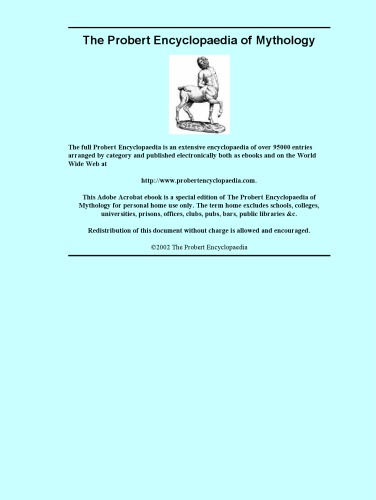 The Probert Encyclopaedia of Mythology
The full Probert Encyclopaedia is an extensive encyclopaedia of over 95000 entries
arranged by category and published electronically both as ebooks and on the World
Wide Web at
http://www.probertencyclopaedia.com.
This Adobe Acrobat ebook is a special edition of The Probert Encyclopaedia of
Mythology for personal home use only. The term home excludes schools, colleges,
universities, prisons, offices, clubs, pubs, bars, public libraries &c.
Redistribution of this document without charge is allowed and encouraged.
©2002 The Probert Encyclopaedia